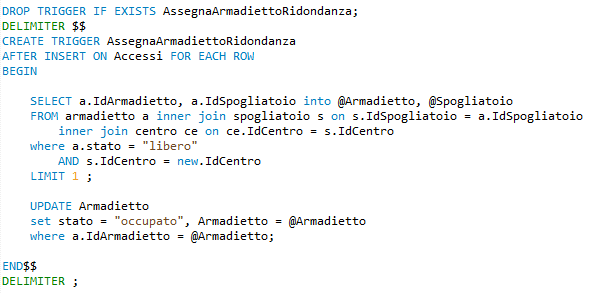 DROP TRIGGER IF EXISTS AssegnaArmadiettoRidondanza;
DELIMITER $$
CREATE TRIGGER AssegnaArmadiettoRidondanza
AFTER INSERT ON Accessi FOR EACH ROW
BEGIN
SELECT a.IdArmadietto, a.IdSpogliatoio into @Armadietto, @Spogliatoio
FROM armadietto a inner join spogliatoio s on s.IdSpogliatoio = a.IdSpogliatoio
inner join centro ce on ce.IdCentro = s.IdCentro
where a.stato = "libero"
AND s.IdCentro = new.IdCentro
LIMIT 1 ;
UPDATE Armadietto
set stato = "occupato", Armadietto = @Armadietto
where a.IdArmadietto = @Armadietto;
END$$
DELIMITER ;